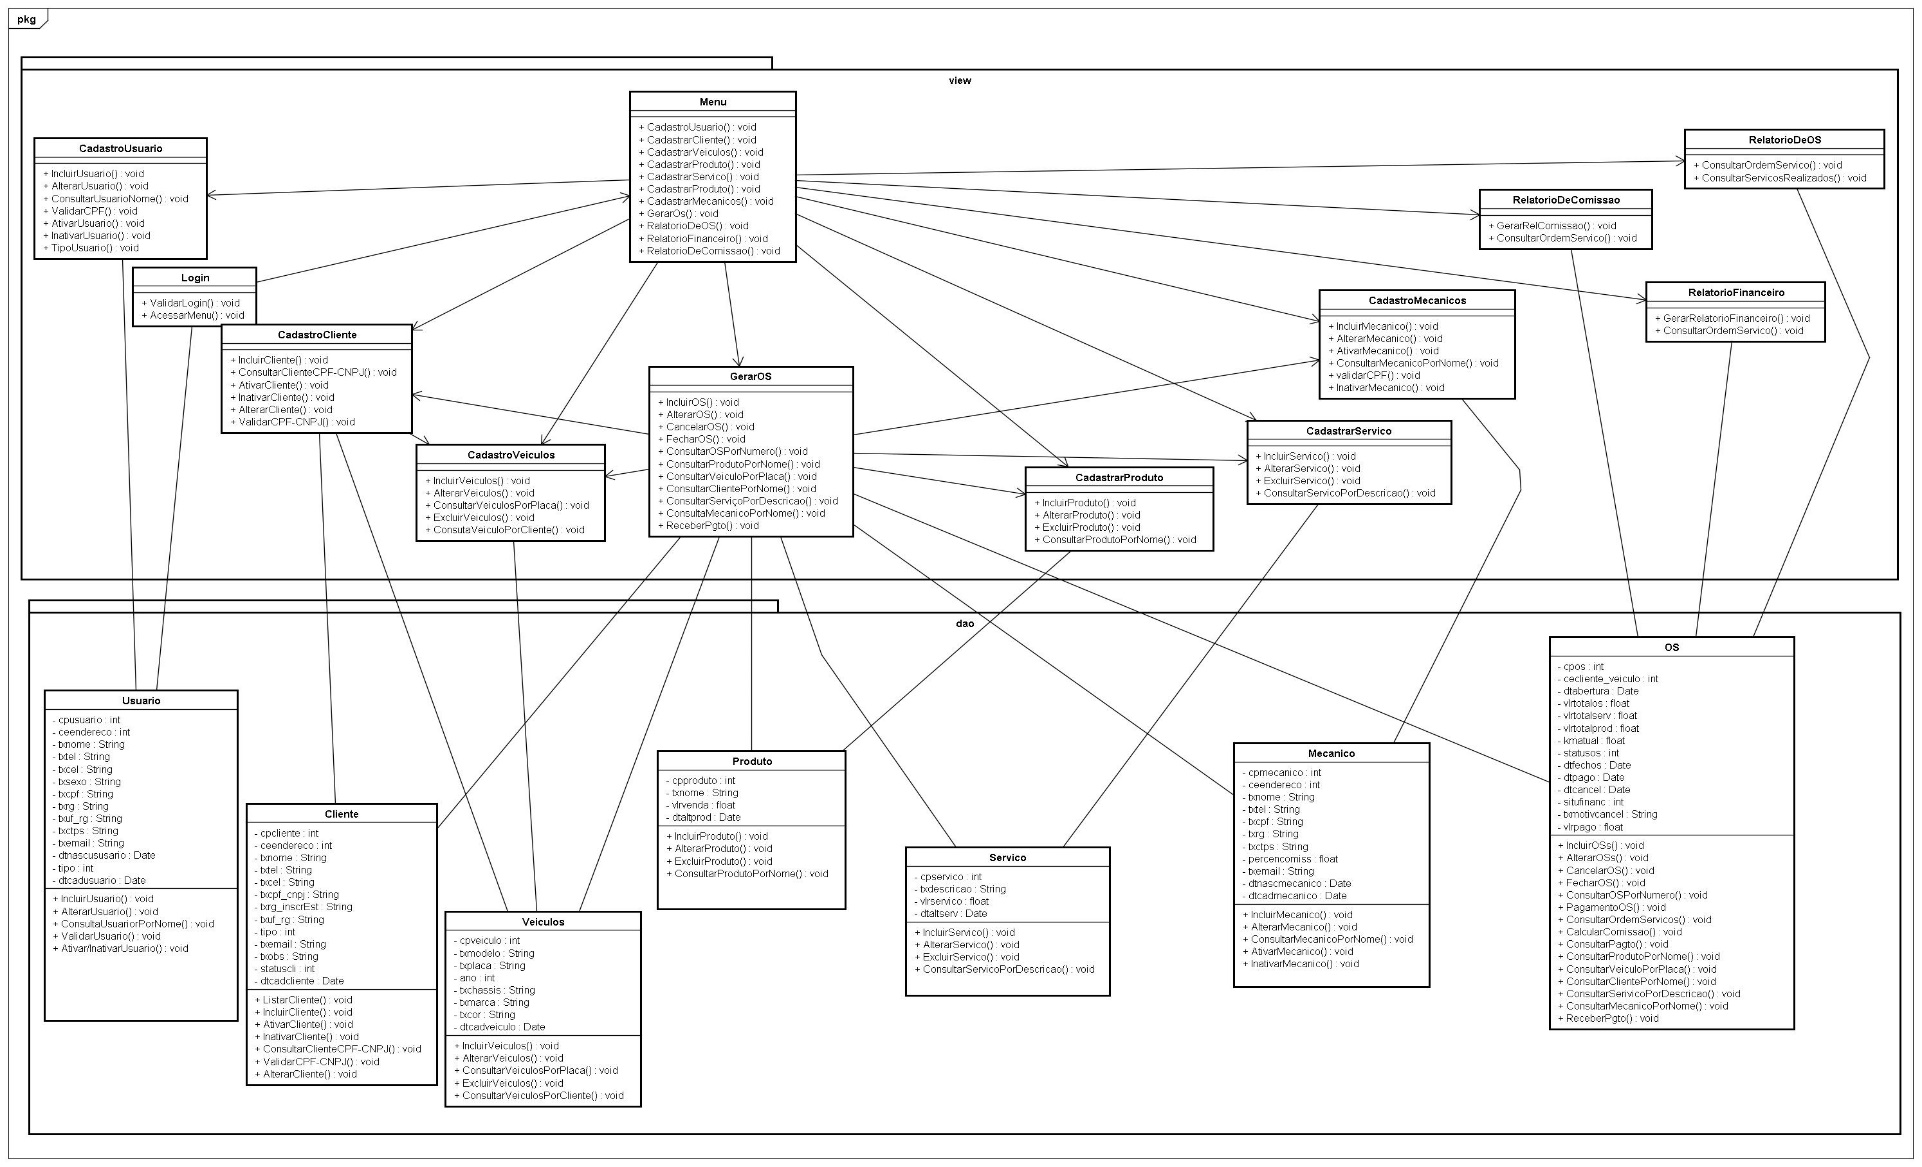 pkg
view
Menu
+ CadastroUsuario() : void
+ CadastrarCliente() : void
+ CadastrarVeiculos() : void
+ CadastrarProduto() : void
+ CadastrarServico() : void
+ CadastrarProduto() : void
+ CadastrarMecanicos() : void
+ GerarOs() : void
+ RalatorioDeOS() : void
+ RelatorioFinanceiro() : void
+ RelatorioDeComissao() : void
CadastroUsuario
+ IncluirUsuario() : void
+ AlterarUsuario() : void
+ ConsultarUsuarioNome() : void
+ ValidarCPF() : void
+ AtivarUsuario() : void
+ InativarUsuario() : void
+ TipoUsuario() : void
RelatorioDeOS
+ ConsultarOrdemServico() : void
+ ConsultarServicosRealizados() : void
RelatorioDeComissao
+ GerarRelComissao() : void
+ ConsultarOrdemServico() : void
Login
+ ValidarLogin() : void
+ AcessarMenu() : void
RelatorioFinanceiro
+ GerarRelatorioFinanceiro() : void
+ ConsultarOrdemServico() : void
CadastroMecanicos
+ IncluirMecanico() : void
+ AlterarMecanico() : void
+ AtivarMecanico() : void
+ ConsultarMecanicoPorNome() : void
+ validarCPF() : void
+ InativarMecanico() : void
CadastroCliente
+ IncluirCliente() : void
+ ConsultarClienteCPF-CNPJ() : void
+ AtivarCliente() : void
+ InativarCliente() : void
+ AlterarCliente() : void
+ ValidarCPF-CNPJ() : void
GerarOS
+ IncluirOS() : void
+ AlterarOS() : void
+ CancelarOS() : void
+ FecharOS() : void
+ ConsultarOSPorNumero() : void
+ ConsultarProdutoPorNome() : void
+ ConsultarVeiculoPorPlaca() : void
+ ConsultarClientePorNome() : void
+ ConsultarServiçoPorDescricao() : void
+ ConsultaMecanicoPorNome() : void
+ ReceberPgto() : void
CadastrarServico
+ IncluirServico() : void
+ AlterarServico() : void
+ ExcluirServico() : void
+ ConsultarServicoPorDescricao() : void
CadastroVeiculos
+ IncluirVeiculos() : void
+ AlterarVeiculos() : void
+ ConsultarVeiculosPorPlaca() : void
+ ExcluirVeiculos() : void
+ ConsutaVeiculoPorCliente() : void
CadastrarProduto
+ IncluirProduto() : void
+ AlterarProduto() : void
+ ExcluirProduto() : void
+ ConsultarProdutoPorNome() : void
dao
OS
- cpos : int
- cecliente_veiculo : int
- dtabertura : Date
- vlrtotalos : float
- vlrtotalserv : float
- vlrtotalprod : float
- kmatual : float
- statusos : int
- dtfechos : Date
- dtpago : Date
- dtcancel : Date
- situfinanc : int
- txmotivcancel : String
- vlrpago : float
+ IncluirOSs() : void
+ AlterarOSs() : void
+ CancelarOS() : void
+ FecharOS() : void
+ ConsultarOSPorNumero() : void
+ PagamentoOS() : void
+ ConsultarOrdemServicos() : void
+ CalcularComissao() : void
+ ConsultarPagto() : void
+ ConsultarProdutoPorNome() : void
+ ConsultarVeiculoPorPlaca() : void
+ ConsultarClientePorNome() : void
+ ConsultarSerivicoPorDescricao() : void
+ ConsultarMecanicoPorNome() : void
+ ReceberPgto() : void
Usuario
- cpusuario : int
- ceendereco : int
- txnome : String
- txtel : String
- txcel : String
- txsexo : String
- txcpf : String
- txrg : String
- txuf_rg : String
- txctps : String
- txemail : String
- dtnascususario : Date
- tipo : int
- dtcadusuario : Date
+ IncluirUsuario() : void
+ AlterarUsuario() : void
+ ConsultaUsuariorPorNome() : void
+ ValidarUsuario() : void
+ Ativar/InativarUsuario() : void
Mecanico
- cpmecanico : int
- ceendereco : int
- txnome : String
- txtel : String
- txcpf : String
- txrg : String
- txctps : String
- percencomiss : float
- txemail : String
- dtnascmecanico : Date
- dtcadmecanico : Date
+ IncluirMecanico() : void
+ AlterarMecanico() : void
+ ConsultarMecanicoPorNome() : void
+ AtivarMecanico() : void
+ InativarMecanico() : void
Produto
- cpproduto : int
- txnome : String
- vlrvenda : float
- dtaltprod : Date
+ IncluirProduto() : void
+ AlterarProduto() : void
+ ExcluirProduto() : void
+ ConsultarProdutoPorNome() : void
Cliente
- cpcliente : int
- ceendereco : int
- txnome : String
- txtel : String
- txcel : String
- txcpf_cnpj : String
- txrg_inscrEst : String
- txuf_rg : String
- tipo : int
- txemail : String
- txobs : String
- statuscli : int
- dtcadcliente : Date
+ ListarCliente() : void
+ IncluirCliente() : void
+ AtivarCliente() : void
+ InativarCliente() : void
+ ConsultarClienteCPF-CNPJ() : void
+ ValidarCPF-CNPJ() : void
+ AlterarCliente() : void
Servico
- cpservico : int
- txdescricao : String
- vlrservico : float
- dtaltserv : Date
+ IncluirServico() : void
+ AlterarServico() : void
+ ExcluirServico() : void
+ ConsultarServicoPorDescricao() : void
Veiculos
- cpveiculo : int
- txmodelo : String
- txplaca : String
- ano : int
- txchassis : String
- txmarca : String
- txcor : String
- dtcadveiculo : Date
+ IncluirVeiculos() : void
+ AlterarVeiculos() : void
+ ConsultarVeiculosPorPlaca() : void
+ ExcluirVeiculos() : void
+ ConsultarVeiculosPorCliente() : void